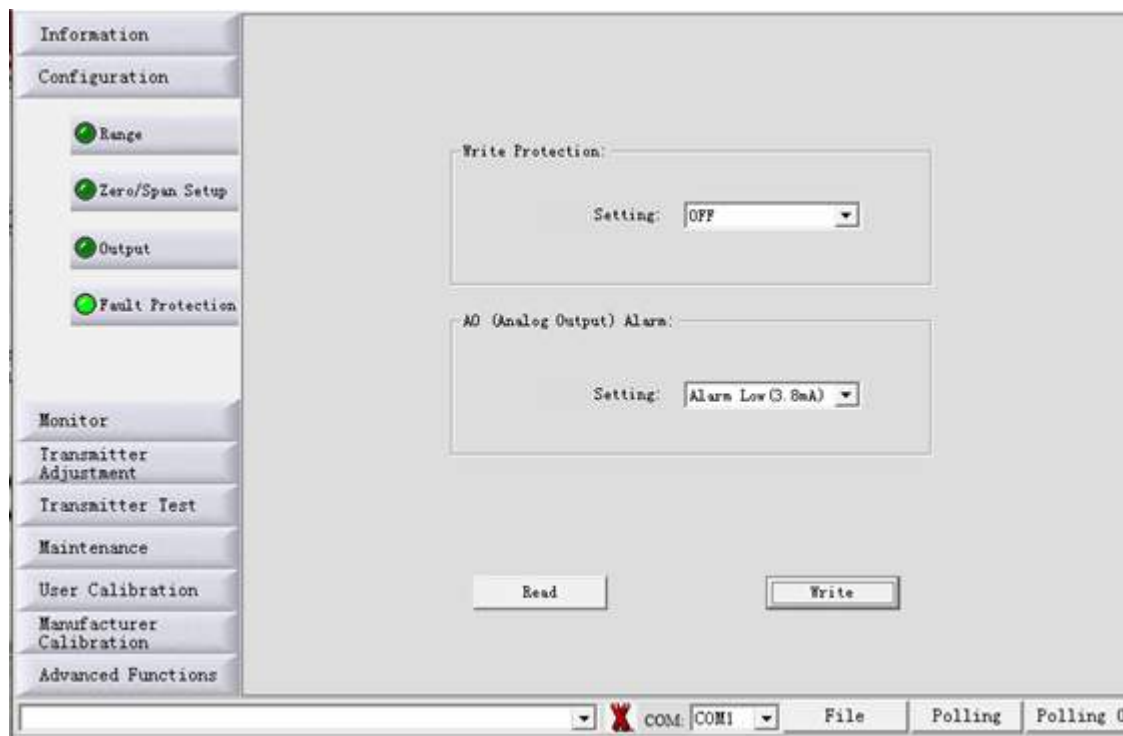 Information
Configuration
Range
Zero/Span Setup
Output
Fault Protection
Monitor
Transmitter
Adjustment
Transmitter Test
Maintenance
User Calibration
Manufacturer
Calibration
Advanced Functions
Write Protection:
Setting: OFF
AO (Analog Output) Alarm:
Setting: Alarm Low(3.8mA)
Read Write
COM: COM1 File Polling Polling